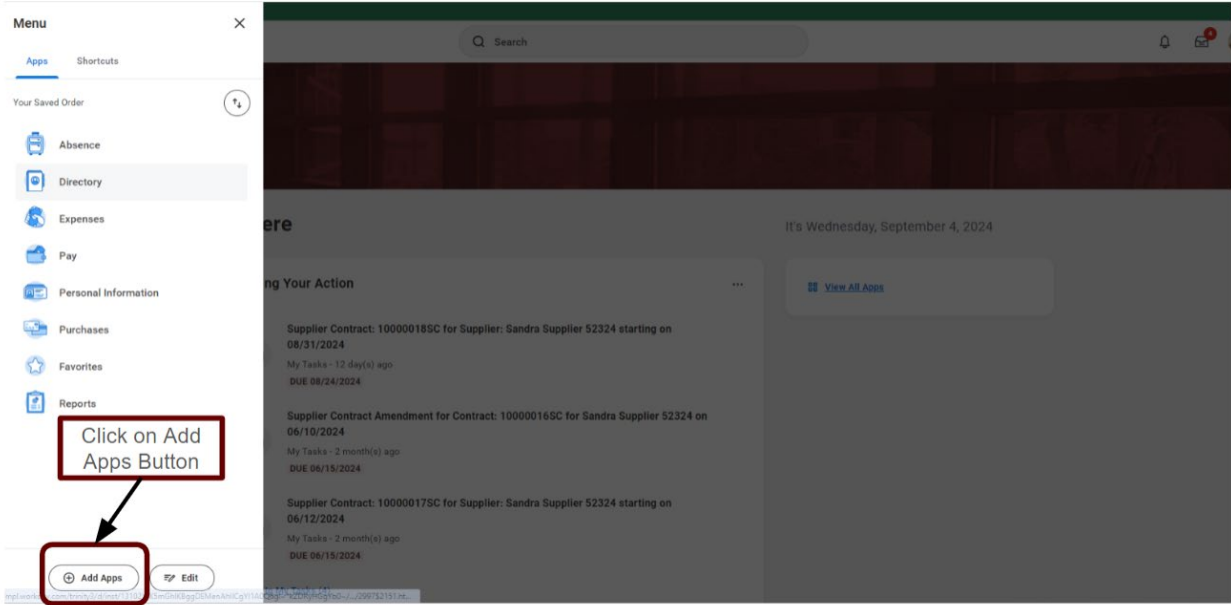 Menu
Search
4
Apps
Shortcuts
Your Saved Order
Absence
Directory
Expenses
Pay
Personal Information
Purchases
Favorites
Reports
Click on Add
Apps Button
Add Apps
Edit
ere
It's Wednesday, September 4, 2024
ng Your Action
View All Apps
Supplier Contract: 10000018SC for Supplier: Sandra Supplier 52324 starting on
08/31/2024
My Tasks - 12 day(s) ago
DUE 08/24/2024
Supplier Contract Amendment for Contract: 10000016SC for Sandra Supplier 52324 on
06/10/2024
My Tasks - 2 month(s) ago
DUE 06/15/2024
Supplier Contract: 10000017SC for Supplier: Sandra Supplier 52324 starting on
06/12/2024
My Tasks - 2 month(s) ago
DUE 06/15/2024
My Tasks (4)